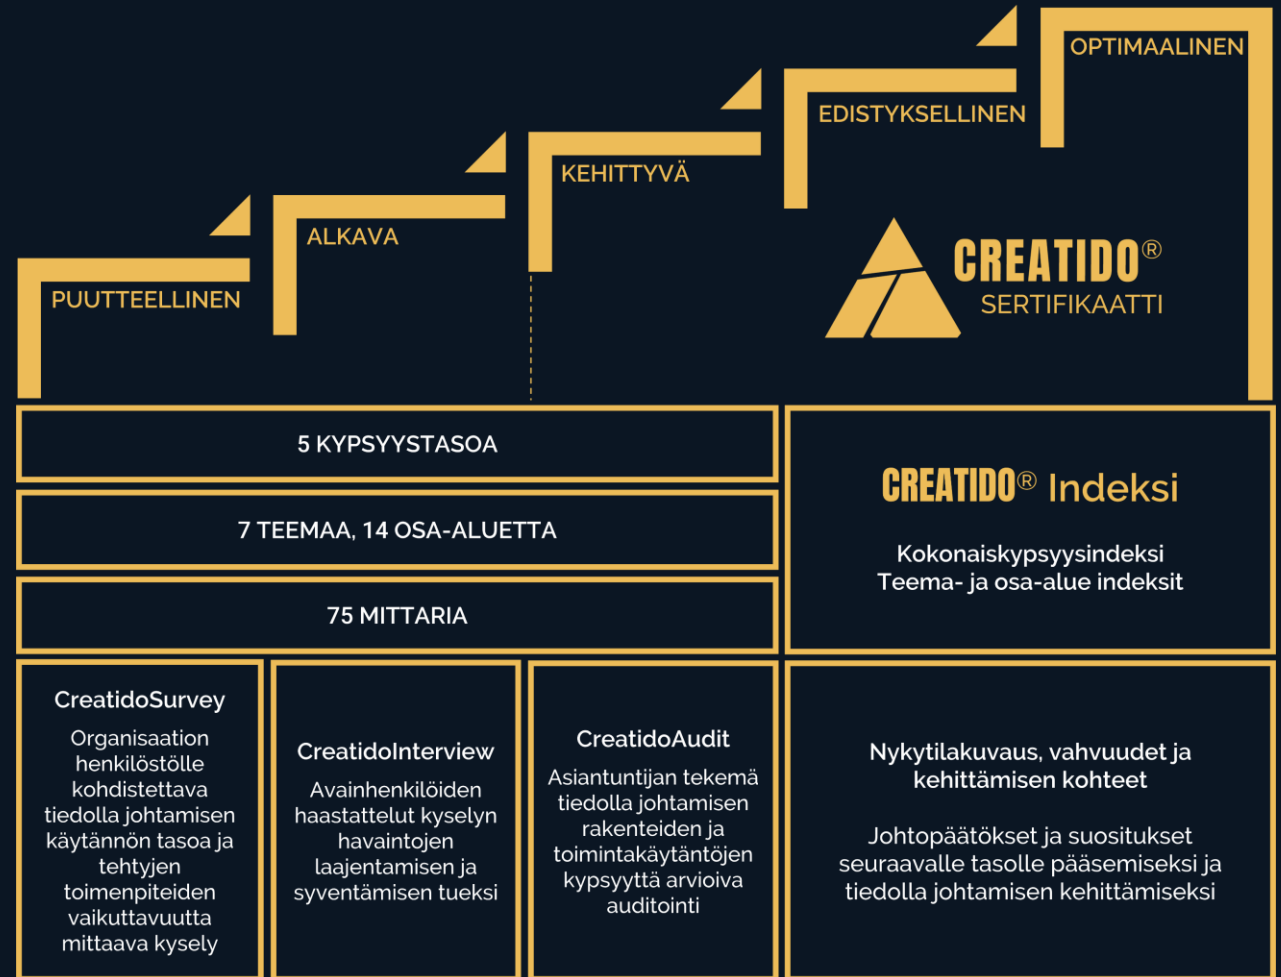 OPTIMAALINEN
EDISTYKSELLINEN
KEHITTYVÄ
ALKAVA
PUUTTEELLINEN
CREATIDO®
SERTIFIKAATTI
5 KYPSYYSTASOA
7 TEEMAA, 14 OSA-ALUETTA
75 MITTARIA
CREATIDO® Indeksi
Kokonaiskypsyysindeksi
Teema- ja osa-alue indeksit
CreatidoSurvey
Organisaation
henkilöstölle
kohdistettava
tiedolla johtamisen
käytännön tasoa ja
tehtyjen
toimenpiteiden
vaikuttavuutta
mittaava kysely
CreatidoInterview
Avainhenkilöiden
haastattelut kyselyn
havaintojen
laajentamisen ja
syventämisen tueksi
CreatidoAudit
Asiantuntijan tekemä
tiedolla johtamisen
rakenteiden ja
toimintakäytäntöjen
kypsyyttä arvioiva
auditointi
Nykytilakuvaus, vahvuudet ja
kehittämisen kohteet
Johtopäätökset ja suositukset
seuraavalle tasolle pääsemiseksi ja
tiedolla johtamisen kehittämiseksi